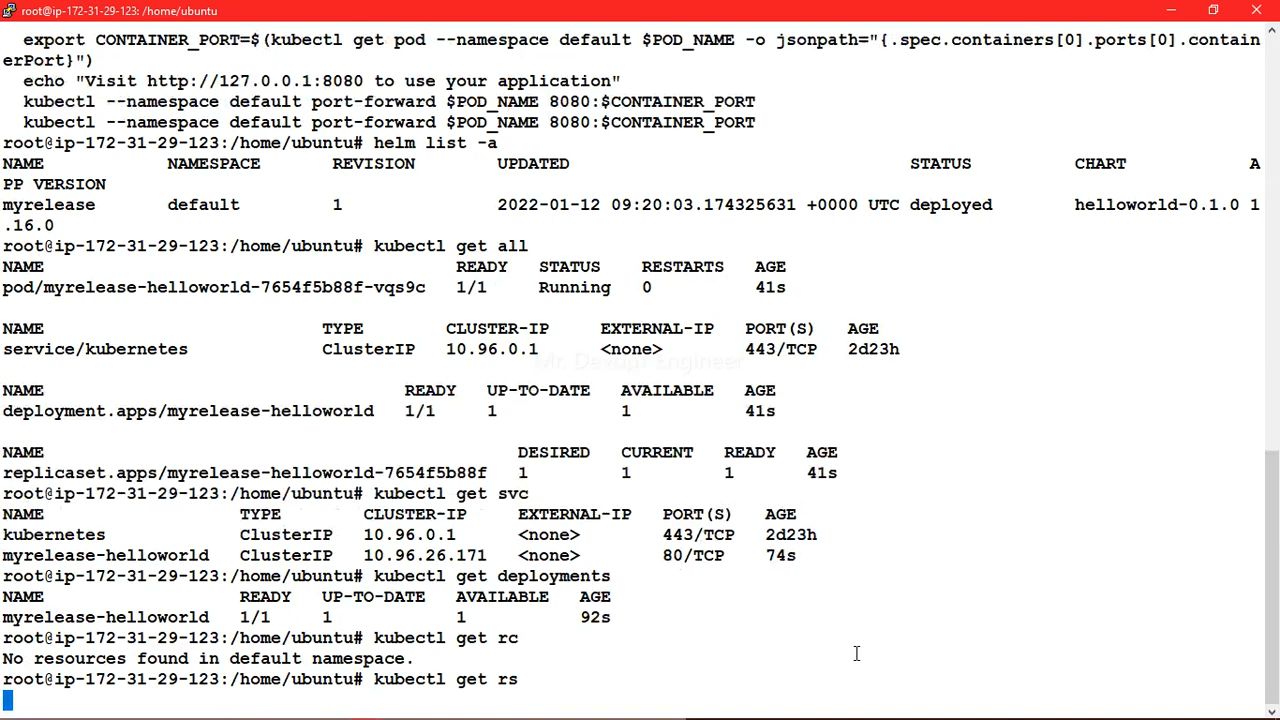 root@ip-172-31-29-123: /home/ubuntu
  export CONTAINER_PORT=$(kubectl get pod --namespace default $POD_NAME -o jsonpath="{.spec.containers[0].ports[0].contain
erPort}")
  echo "Visit http://127.0.0.1:8080 to use your application"
  kubectl --namespace default port-forward $POD_NAME 8080:$CONTAINER_PORT
  kubectl --namespace default port-forward $POD_NAME 8080:$CONTAINER_PORT
root@ip-172-31-29-123:/home/ubuntu# helm list -a
NAME            NAMESPACE       REVISION        UPDATED                                 STATUS          CHART            A
PP VERSION
myrelease       default         1               2022-01-12 09:20:03.174325631 +0000 UTC deployed        helloworld-0.1.0 1
.16.0
root@ip-172-31-29-123:/home/ubuntu# kubectl get all
NAME                                        READY   STATUS    RESTARTS   AGE
pod/myrelease-helloworld-7654f5b88f-vqs9c   1/1     Running   0          41s
NAME                           TYPE        CLUSTER-IP     EXTERNAL-IP   PORT(S)   AGE
service/kubernetes             ClusterIP   10.96.0.1      <none>        443/TCP   2d23h
Mr. Devops Engineer
NAME                                   READY   UP-TO-DATE   AVAILABLE   AGE
deployment.apps/myrelease-helloworld   1/1     1            1           41s
NAME                                              DESIRED   CURRENT   READY   AGE
replicaset.apps/myrelease-helloworld-7654f5b88f   1         1         1       41s
root@ip-172-31-29-123:/home/ubuntu# kubectl get svc
NAME                   TYPE        CLUSTER-IP     EXTERNAL-IP   PORT(S)   AGE
kubernetes             ClusterIP   10.96.0.1      <none>        443/TCP   2d23h
myrelease-helloworld   ClusterIP   10.96.26.171   <none>        80/TCP    74s
root@ip-172-31-29-123:/home/ubuntu# kubectl get deployments
NAME                   READY   UP-TO-DATE   AVAILABLE   AGE
myrelease-helloworld   1/1     1            1           92s
root@ip-172-31-29-123:/home/ubuntu# kubectl get rc
No resources found in default namespace.
root@ip-172-31-29-123:/home/ubuntu# kubectl get rs